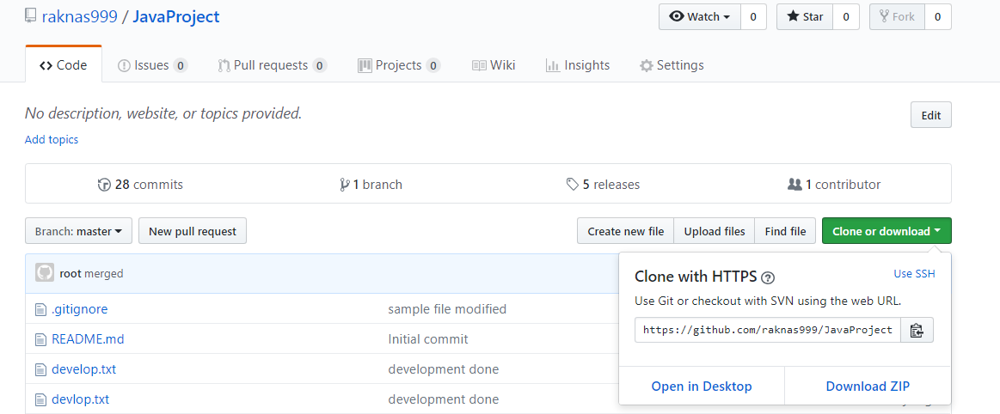 raknas999 / JavaProject
Watch 0 Star 0 Fork 0
Code Issues 0 Pull requests 0 Projects 0 Wiki Insights Settings
No description, website, or topics provided.
Edit
Add topics
28 commits 1 branch 5 releases 1 contributor
Branch: master New pull request Create new file Upload files Find file Clone or download
root merged
.gitignore sample file modified
README.md Initial commit
develop.txt development done
devlop.txt development done
Clone with HTTPS ?
Use SSH
Use Git or checkout with SVN using the web URL.
https://github.com/raknas999/JavaProject
Open in Desktop Download ZIP